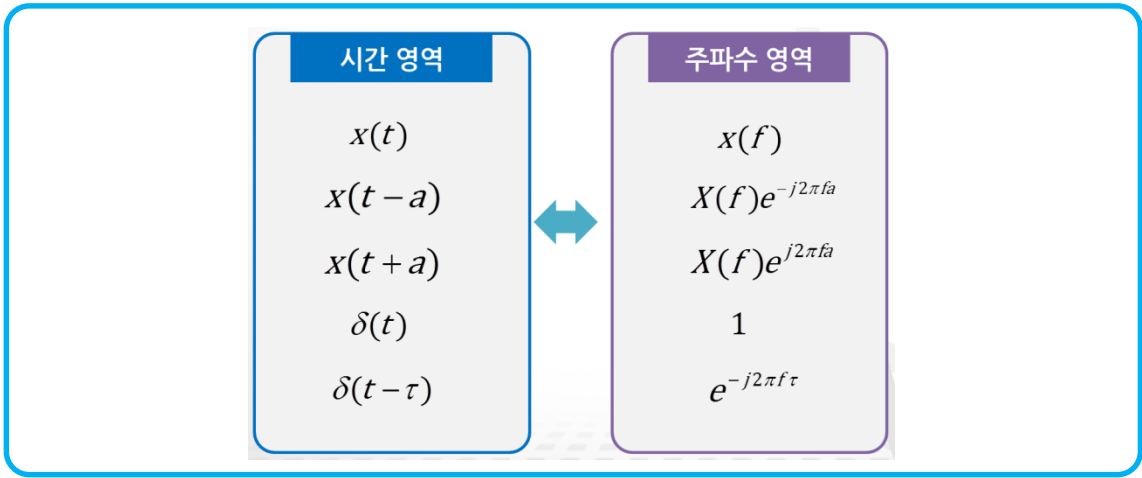 시간 영역
x(t)
x(t − a)
x(t + a)
δ(t)
δ(t − τ)
주파수 영역
x(f)
X(f)e^{−j2πfa}
X(f)e^{j2πfa}
1
e^{−j2πfτ}